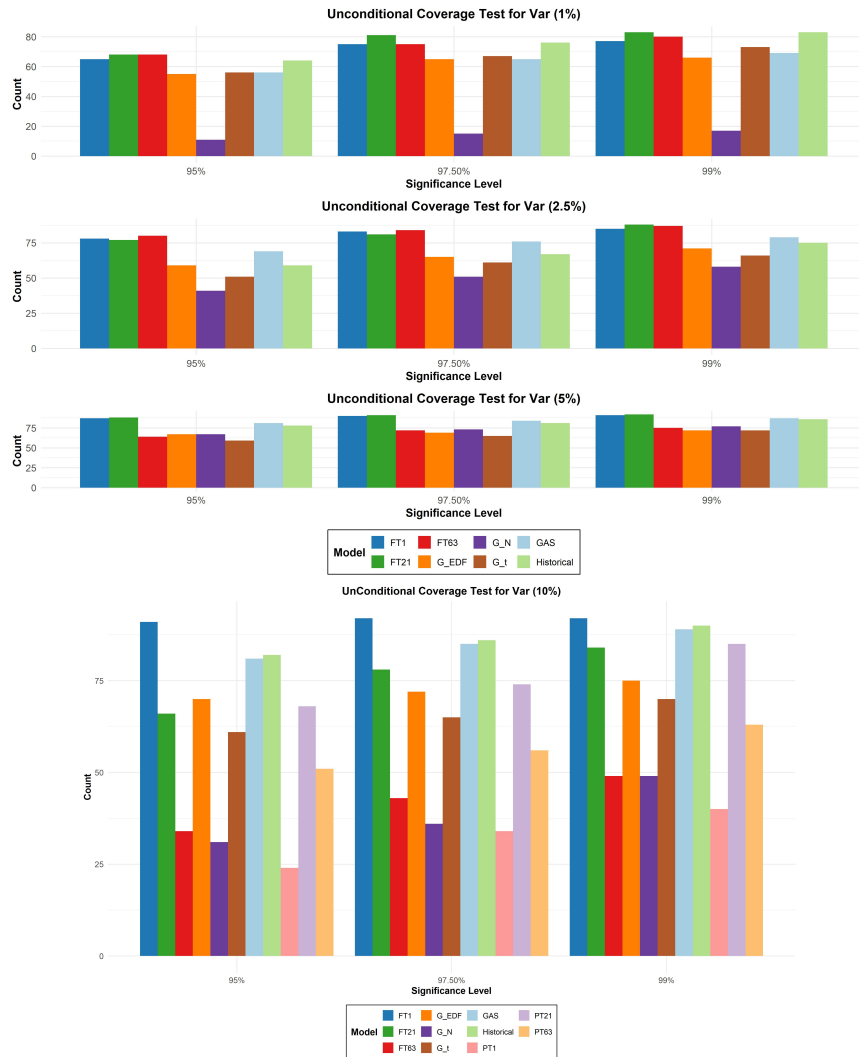 Unconditional Coverage Test for Var (1%)
80
60
40
20
0
Count
95%
97.50%
99%
Significance Level
Unconditional Coverage Test for Var (2.5%)
75
50
25
0
Count
95%
97.50%
99%
Significance Level
Unconditional Coverage Test for Var (5%)
75
50
25
0
Count
95%
97.50%
99%
Significance Level
Model
FT1
FT63
G_N
GAS
FT21
G_EDF
G_t
Historical
UnConditional Coverage Test for Var (10%)
75
50
25
0
Count
95%
97.50%
99%
Significance Level
Model
FT1
G_EDF
GAS
PT21
FT21
G_N
Historical
PT63
FT63
G_t
PT1